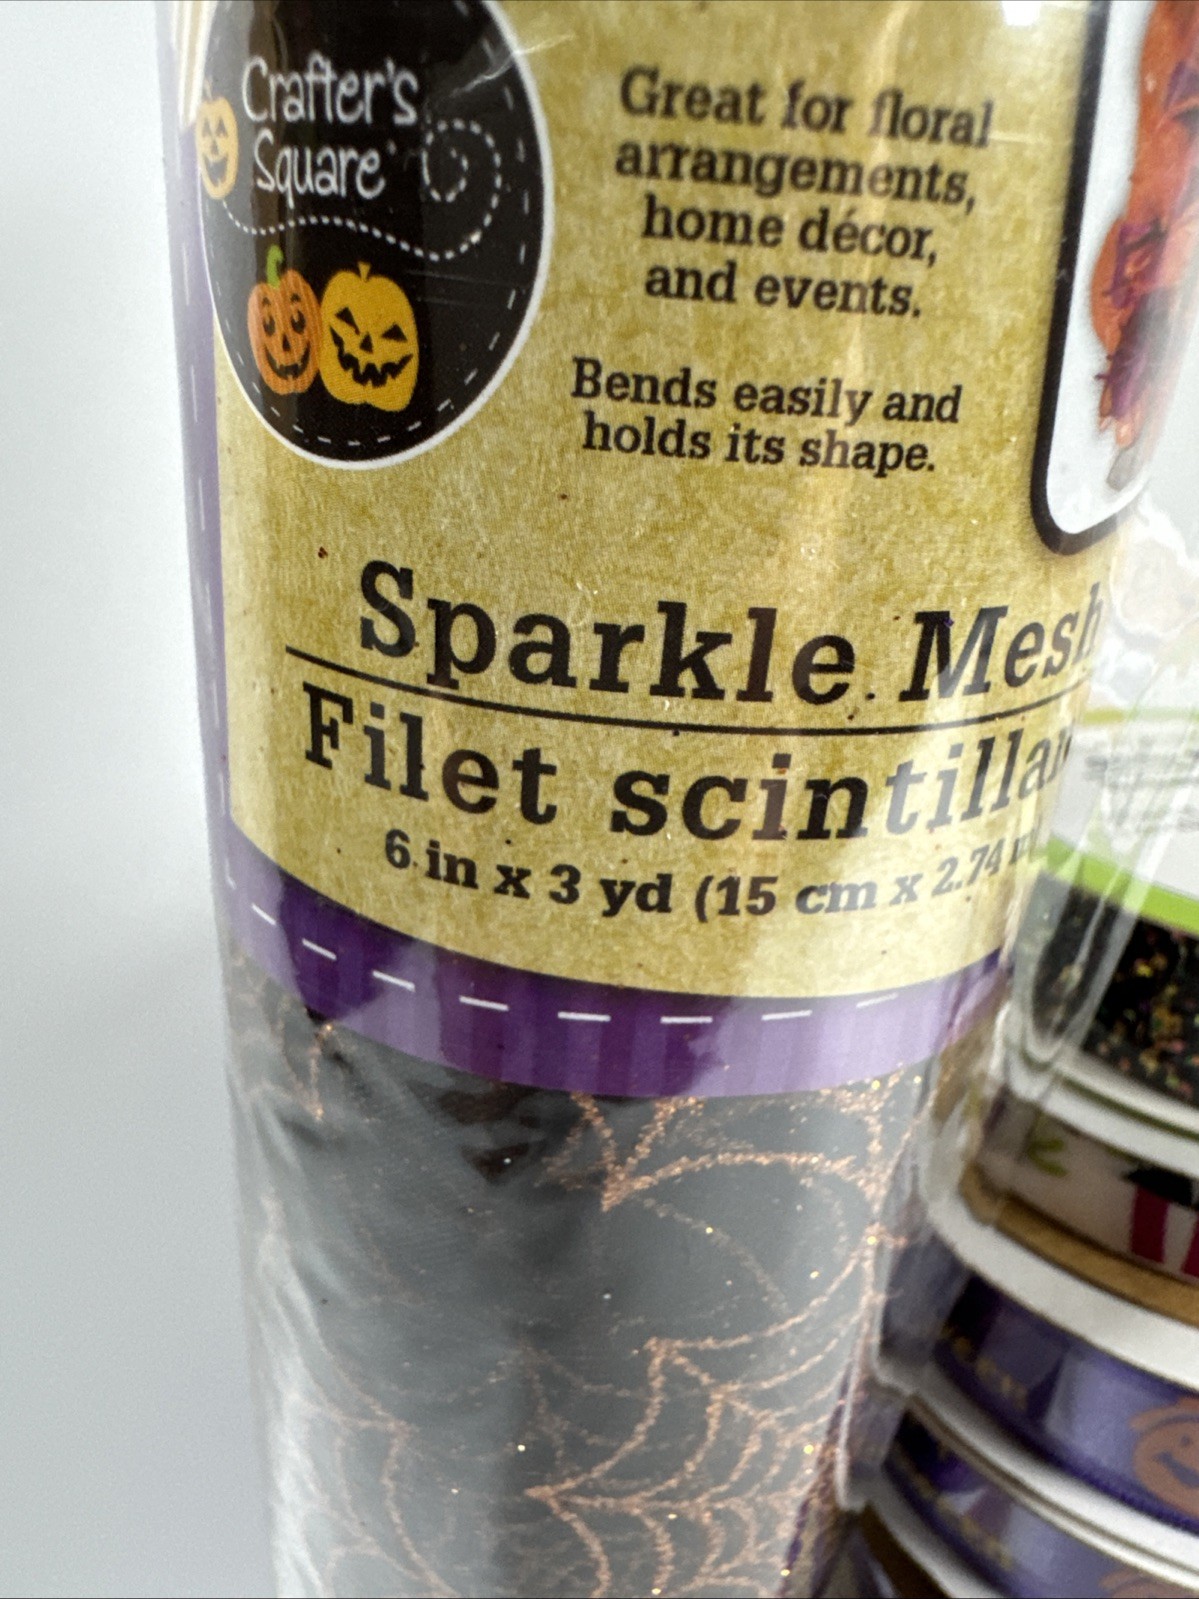 Crafter's
Square
Great for floral
arrangements,
home décor,
and events.
Bends easily and
holds its shape.
Sparkle Mesh
Filet scintilla
6 in x 3 yd (15 cm x 2.74 m